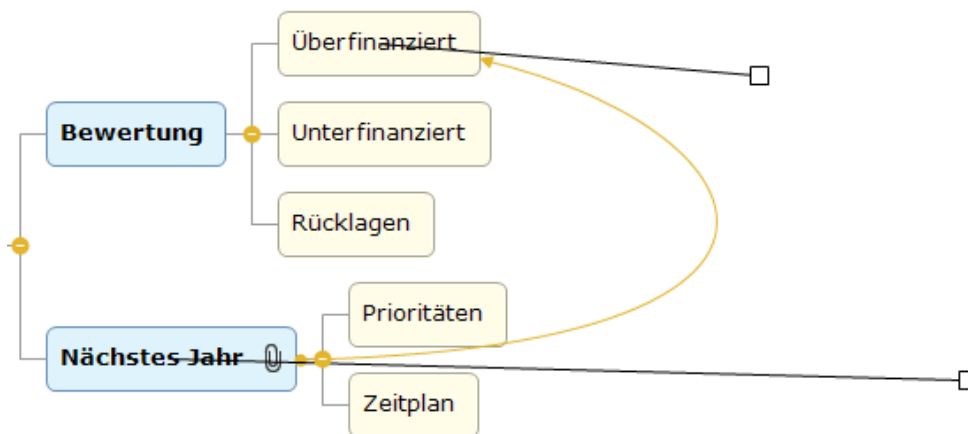 Überfinanziert
Bewertung
Unterfinanziert
Rücklagen
Prioritäten
Nächstes Jahr
Zeitplan